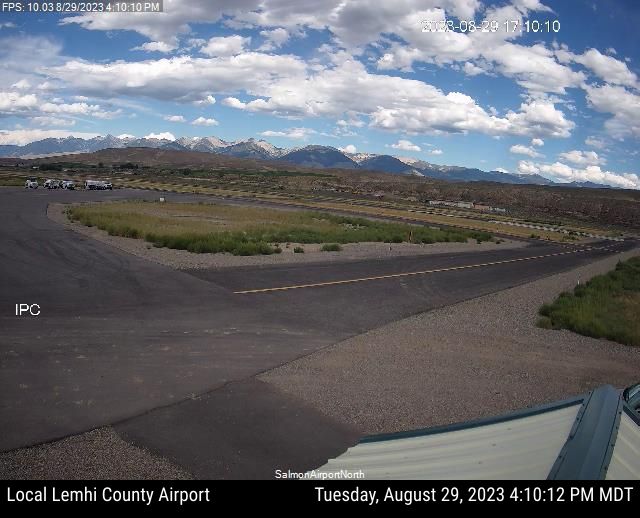 FPS: 10.03 8/29/2023 4:10:10 PM
2023-08-29 17:10:10
IPC
SalmonAirportNorth
Local Lemhi County Airport Tuesday, August 29, 2023 4:10:12 PM MDT